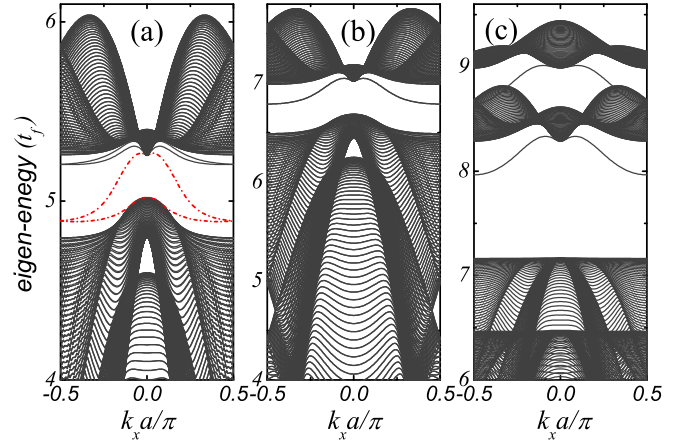 (a) (b) (c)
6 5 4
7 6 5 4
9 8 7 6
eigen-enegy (t_f)
-0.5 0.0 0.5 -0.5 0.0 0.5 -0.5 0.0 0.5
k_x a/π k_x a/π k_x a/π